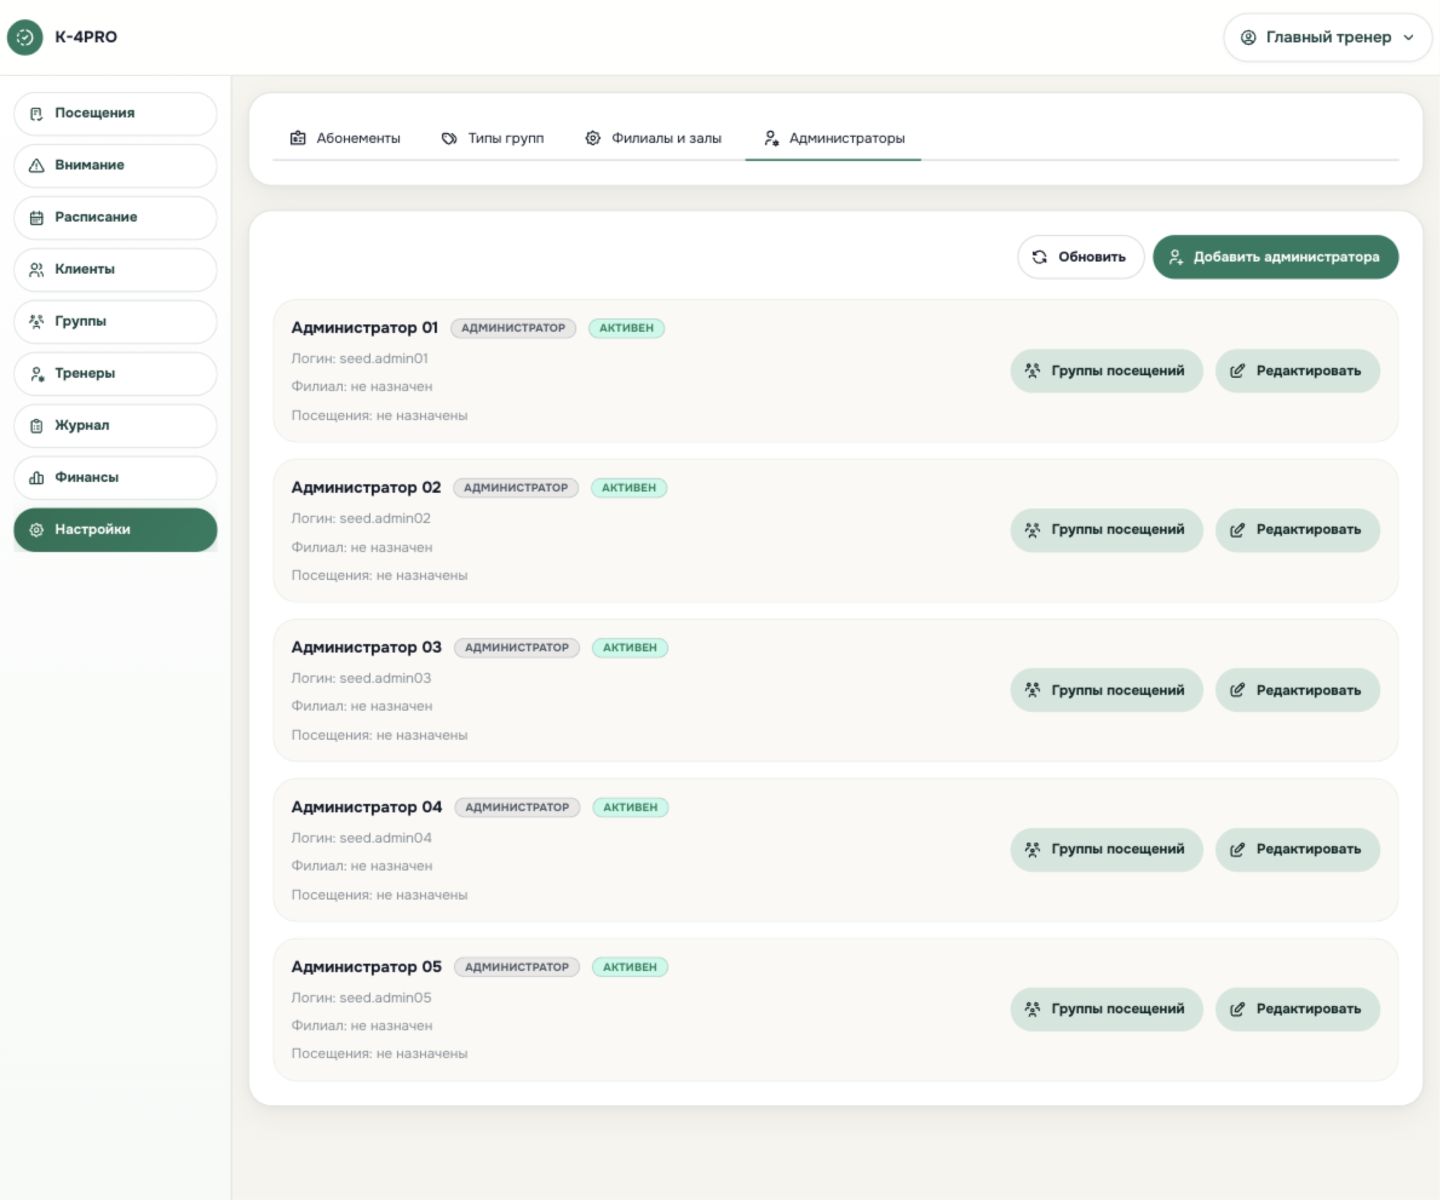 K-4PRO
Главный тренер
Посещения
Внимание
Расписание
Клиенты
Группы
Тренеры
Журнал
Финансы
Настройки
Абонементы
Типы групп
Филиалы и залы
Администраторы
Обновить
Добавить администратора
Администратор 01 АДМИНИСТРАТОР АКТИВЕН
Логин: seed.admin01
Филиал: не назначен
Посещения: не назначены
Группы посещений
Редактировать
Администратор 02 АДМИНИСТРАТОР АКТИВЕН
Логин: seed.admin02
Филиал: не назначен
Посещения: не назначены
Группы посещений
Редактировать
Администратор 03 АДМИНИСТРАТОР АКТИВЕН
Логин: seed.admin03
Филиал: не назначен
Посещения: не назначены
Группы посещений
Редактировать
Администратор 04 АДМИНИСТРАТОР АКТИВЕН
Логин: seed.admin04
Филиал: не назначен
Посещения: не назначены
Группы посещений
Редактировать
Администратор 05 АДМИНИСТРАТОР АКТИВЕН
Логин: seed.admin05
Филиал: не назначен
Посещения: не назначены
Группы посещений
Редактировать